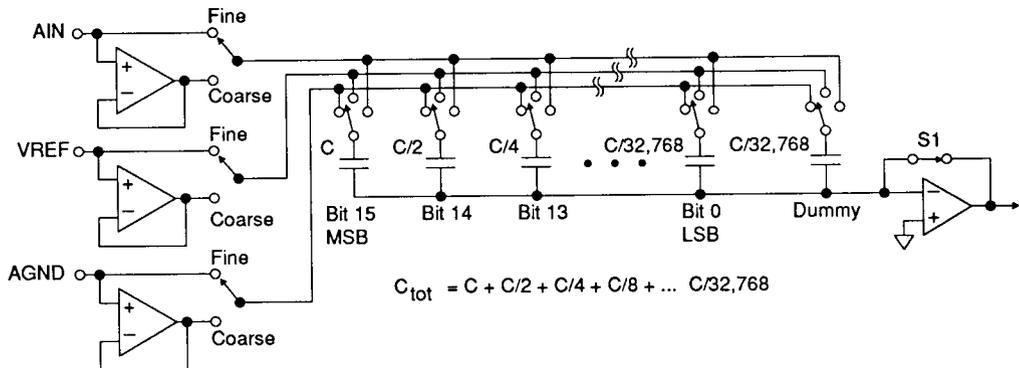 AIN
Fine
+
−
Coarse
VREF
Fine
+
−
Coarse
AGND
Fine
+
−
Coarse
C
C/2
C/4
C/32,768
C/32,768
S1
Bit 15
MSB
Bit 14
Bit 13
Bit 0
LSB
Dummy
−
+
Ctot = C + C/2 + C/4 + C/8 + ... C/32,768